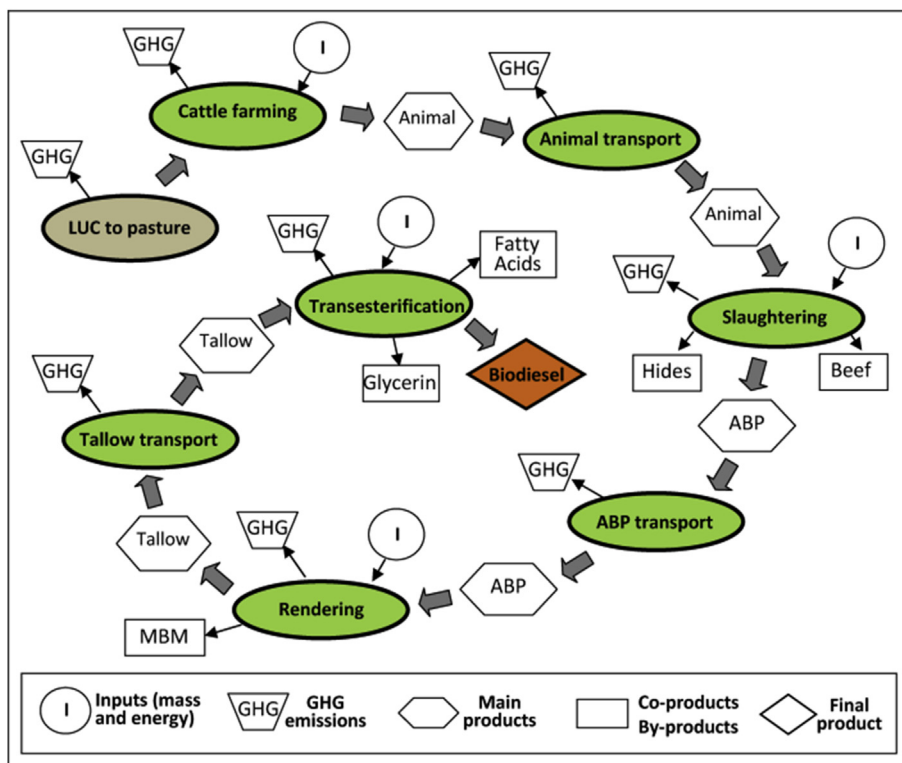 GHG
I
Cattle farming
Animal
GHG
Animal transport
GHG
LUC to pasture
Animal
I
GHG
Slaughtering
Hides
Beef
ABP
GHG
ABP transport
ABP
I
GHG
Rendering
MBM
Tallow
Tallow transport
GHG
Tallow
GHG
I
Transesterification
Fatty
Acids
Glycerin
Biodiesel
I
Inputs (mass
and energy)
GHG
GHG
emissions
Main
products
Co-products
By-products
Final
product